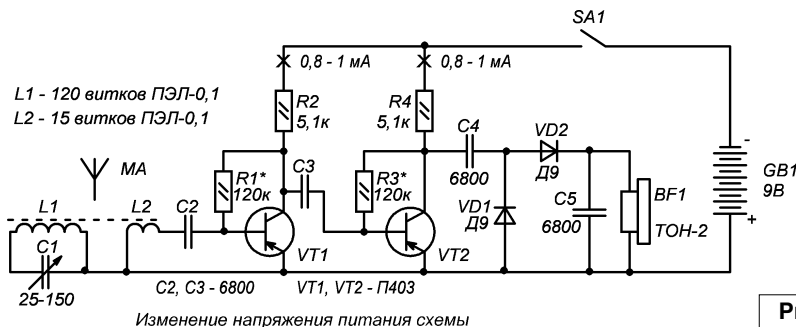 SA1
0,8 - 1 мА
0,8 - 1 мА
L1 - 120 витков ПЭЛ-0,1
L2 - 15 витков ПЭЛ-0,1
R2
5,1к
R4
5,1к
C4
6800
VD2
Д9
-
GB1
9В
+
МА
R1*
120к
C3
R3*
120к
VD1
Д9
C5
6800
BF1
ТОН-2
L1
L2
C2
C1
25-150
VT1
VT2
C2, C3 - 6800
VT1, VT2 - П403
Изменение напряжения питания схемы